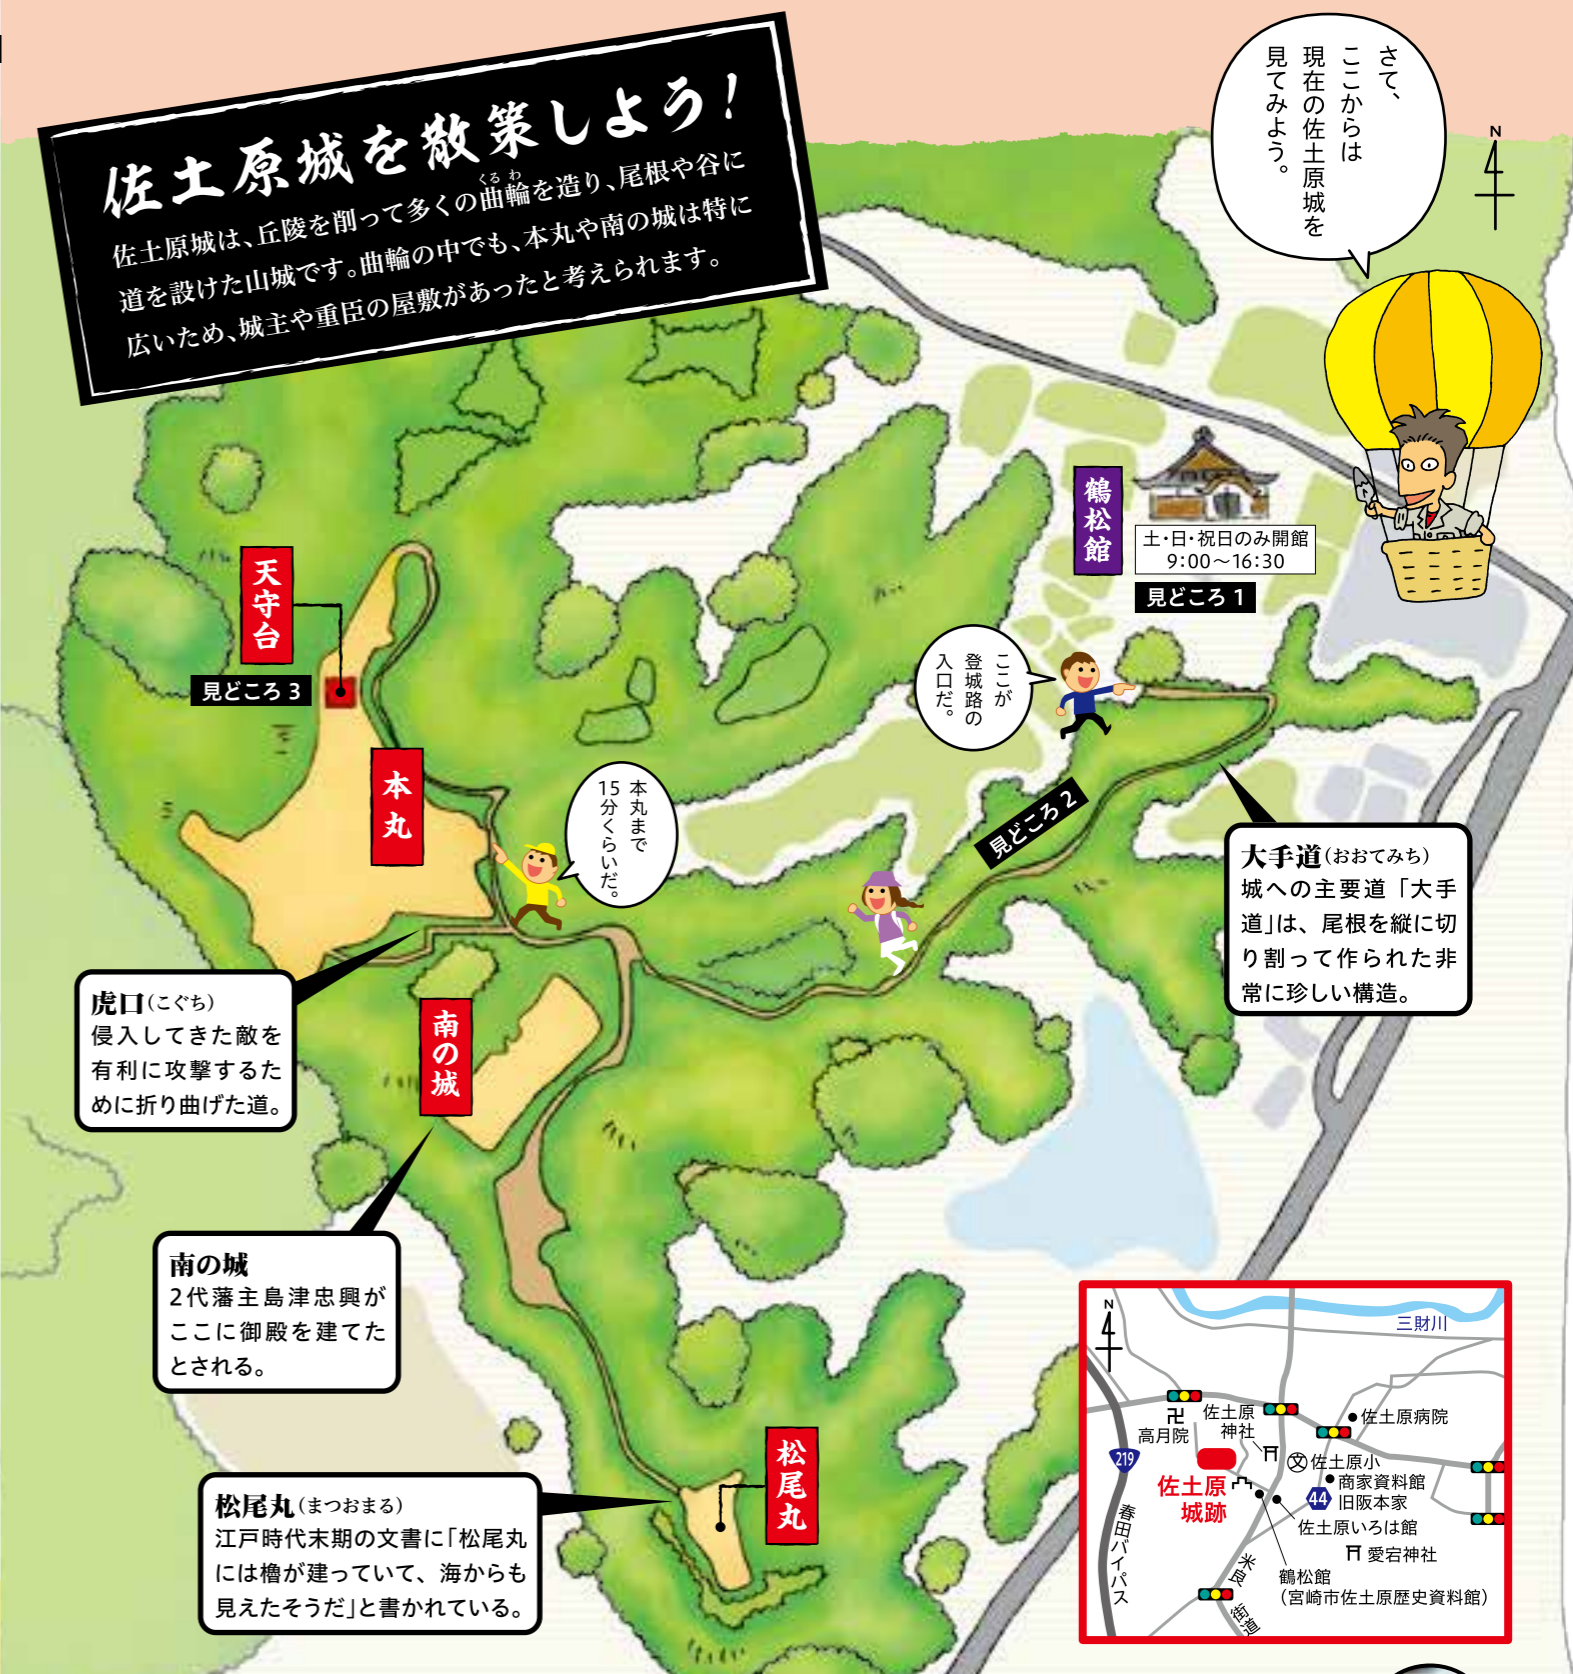 佐土原城を散策しよう！
くるわ
佐土原城は、丘陵を削って多くの曲輪を造り、尾根や谷に
道を設けた山城です。曲輪の中でも、本丸や南の城は特に
広いため、城主や重臣の屋敷があったと考えられます。
さて、
ここからは
現在の佐土原城を
見てみよう。
N
鶴松館
土・日・祝日のみ開館
9：00〜16：30
見どころ 1
天守台
見どころ 3
ここが
登城路の
入口だ。
本丸
本丸まで
15分くらいだ。
見どころ 2
大手道（おおてみち）
城への主要道「大手
道」は、尾根を縦に切
り割って作られた非
常に珍しい構造。
虎口（こぐち）
侵入してきた敵を
有利に攻撃するた
めに折り曲げた道。
南の城
南の城
2代藩主島津忠興が
ここに御殿を建てた
とされる。
松尾丸
松尾丸（まつおまる）
江戸時代末期の文書に「松尾丸
には櫓が建っていて、海からも
見えたそうだ」と書かれている。
N
三財川
佐土原
神社
佐土原病院
高月院
219
文
佐土原小
商家資料館
旧阪本家
佐土原
城跡
44
佐土原いろは館
愛宕神社
春田バイパス
米良街道
鶴松館
（宮崎市佐土原歴史資料館）